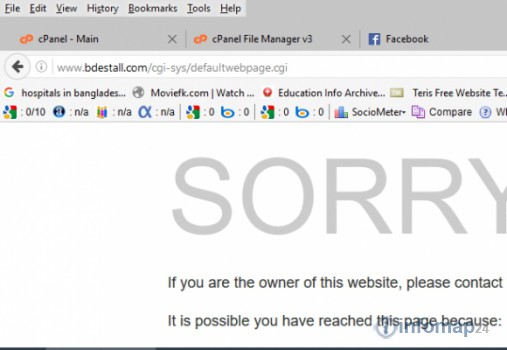 File Edit View History Bookmarks Tools Help
cPanel - Main
cPanel File Manager v3
Facebook
www.bdestall.com/cgi-sys/defaultwebpage.cgi
hospitals in banglades...
Moviefk.com | Watch ...
Education Info Archive...
Teris Free Website Te..
: 0/10 : n/a : n/a : n/a : 0 : 0 : 0 : 0 SocioMeter Compare
SORRY
If you are the owner of this website, please contact
It is possible you have reached this page because:
infomap24